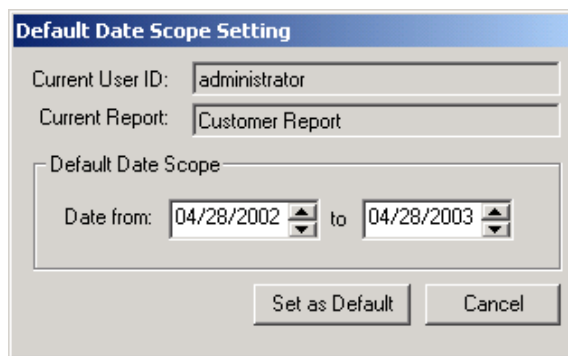 Default Date Scope Setting
Current User ID: administrator
Current Report: Customer Report
Default Date Scope
Date from: 04/28/2002 to 04/28/2003
Set as Default Cancel